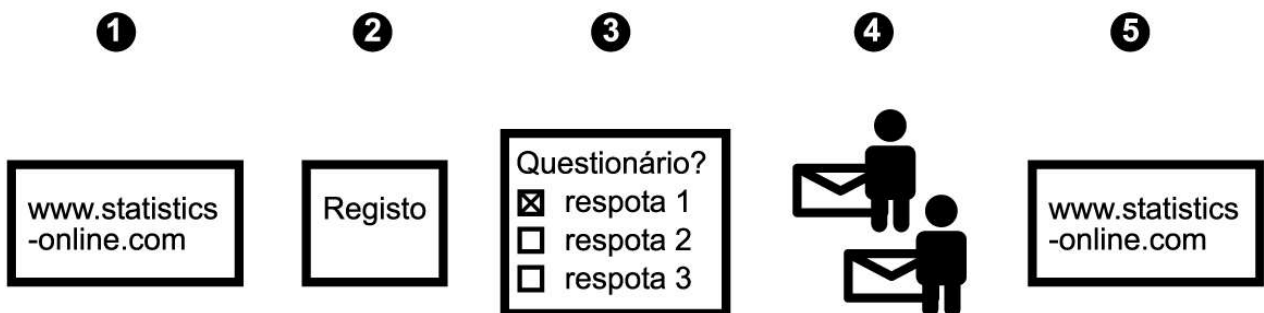 1 2 3 4 5
www.statistics
-online.com
Registo
Questionário?
respota 1
respota 2
respota 3
www.statistics
-online.com